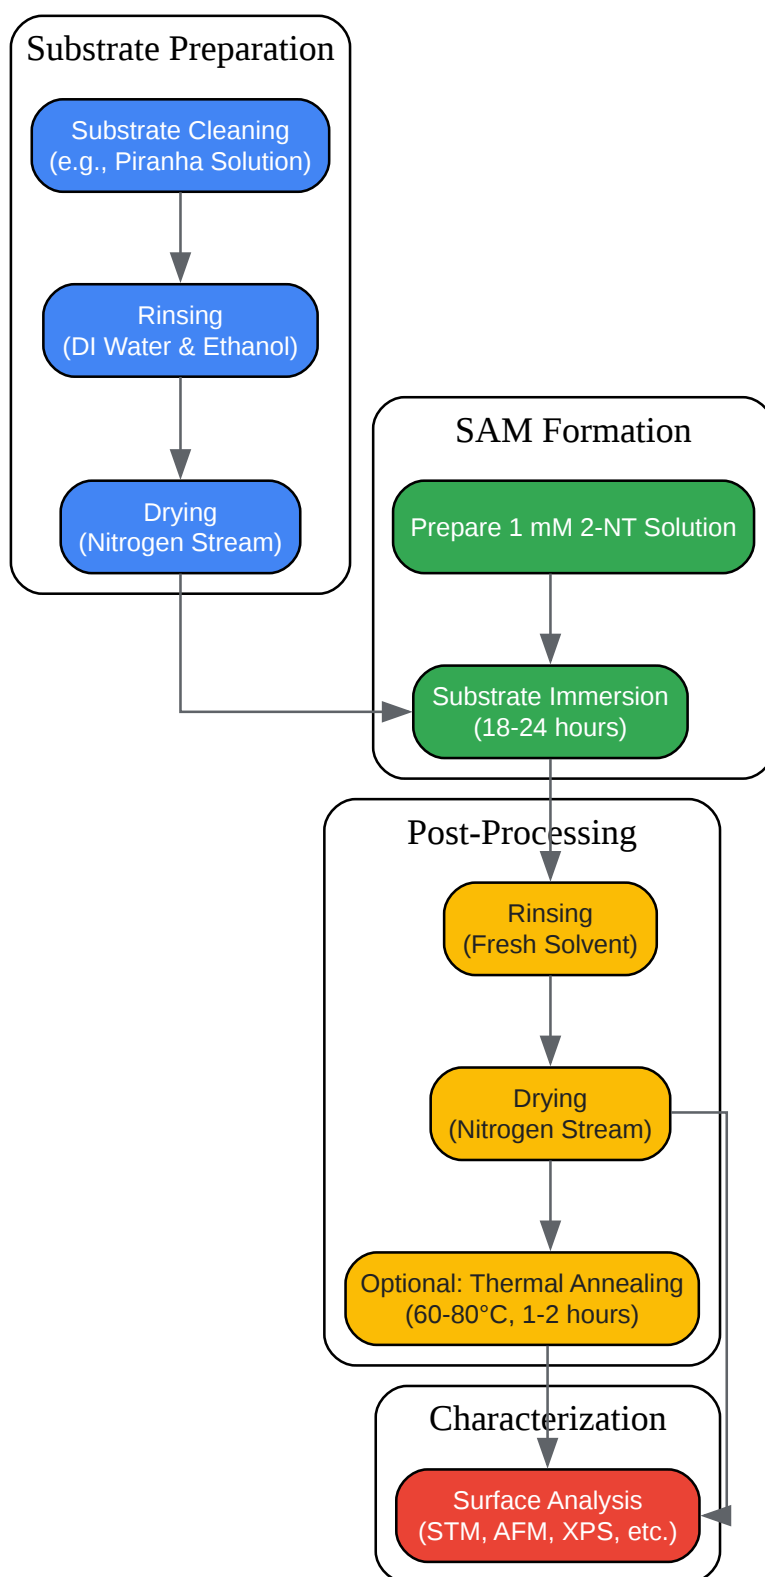 Substrate Preparation
Substrate Cleaning
(e.g., Piranha Solution)
Rinsing
(DI Water & Ethanol)
Drying
(Nitrogen Stream)
SAM Formation
Prepare 1 mM 2-NT Solution
Substrate Immersion
(18-24 hours)
Post-Processing
Rinsing
(Fresh Solvent)
Drying
(Nitrogen Stream)
Optional: Thermal Annealing
(60-80°C, 1-2 hours)
Characterization
Surface Analysis
(STM, AFM, XPS, etc.)